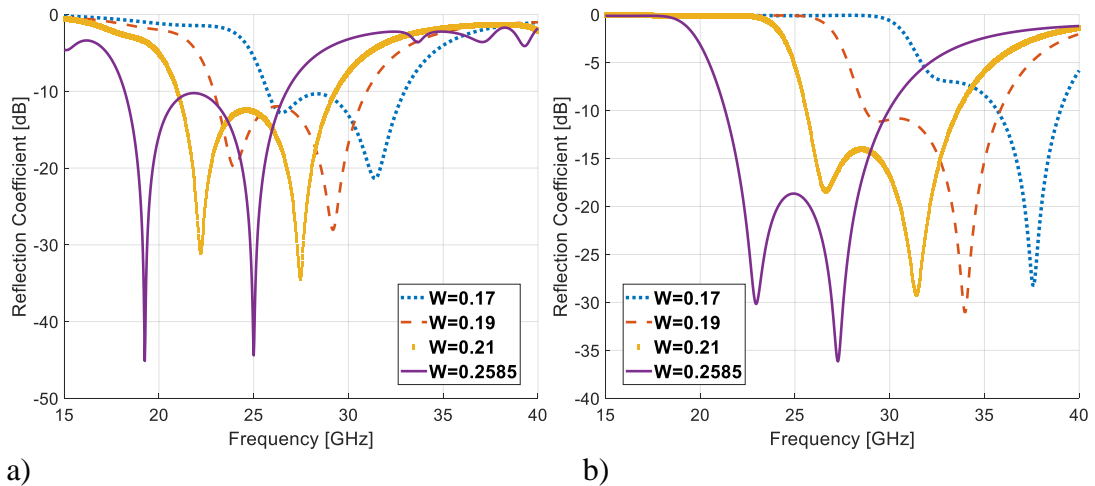 0
-10
-20
-30
-40
-50
Reflection Coefficient [dB]
15 20 25 30 35 40
Frequency [GHz]
W=0.17
W=0.19
W=0.21
W=0.2585
a)
0
-5
-10
-15
-20
-25
-30
-35
-40
Reflection Coefficient [dB]
15 20 25 30 35 40
Frequency [GHz]
W=0.17
W=0.19
W=0.21
W=0.2585
b)